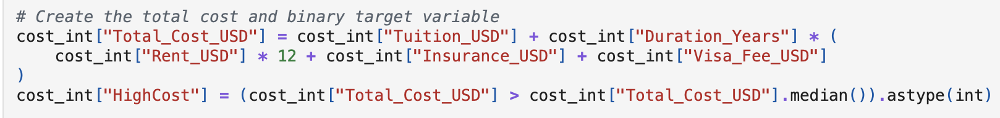 # Create the total cost and binary target variable
cost_int["Total_Cost_USD"] = cost_int["Tuition_USD"] + cost_int["Duration_Years"] * (
    cost_int["Rent_USD"] * 12 + cost_int["Insurance_USD"] + cost_int["Visa_Fee_USD"]
)
cost_int["HighCost"] = (cost_int["Total_Cost_USD"] > cost_int["Total_Cost_USD"].median()).astype(int)